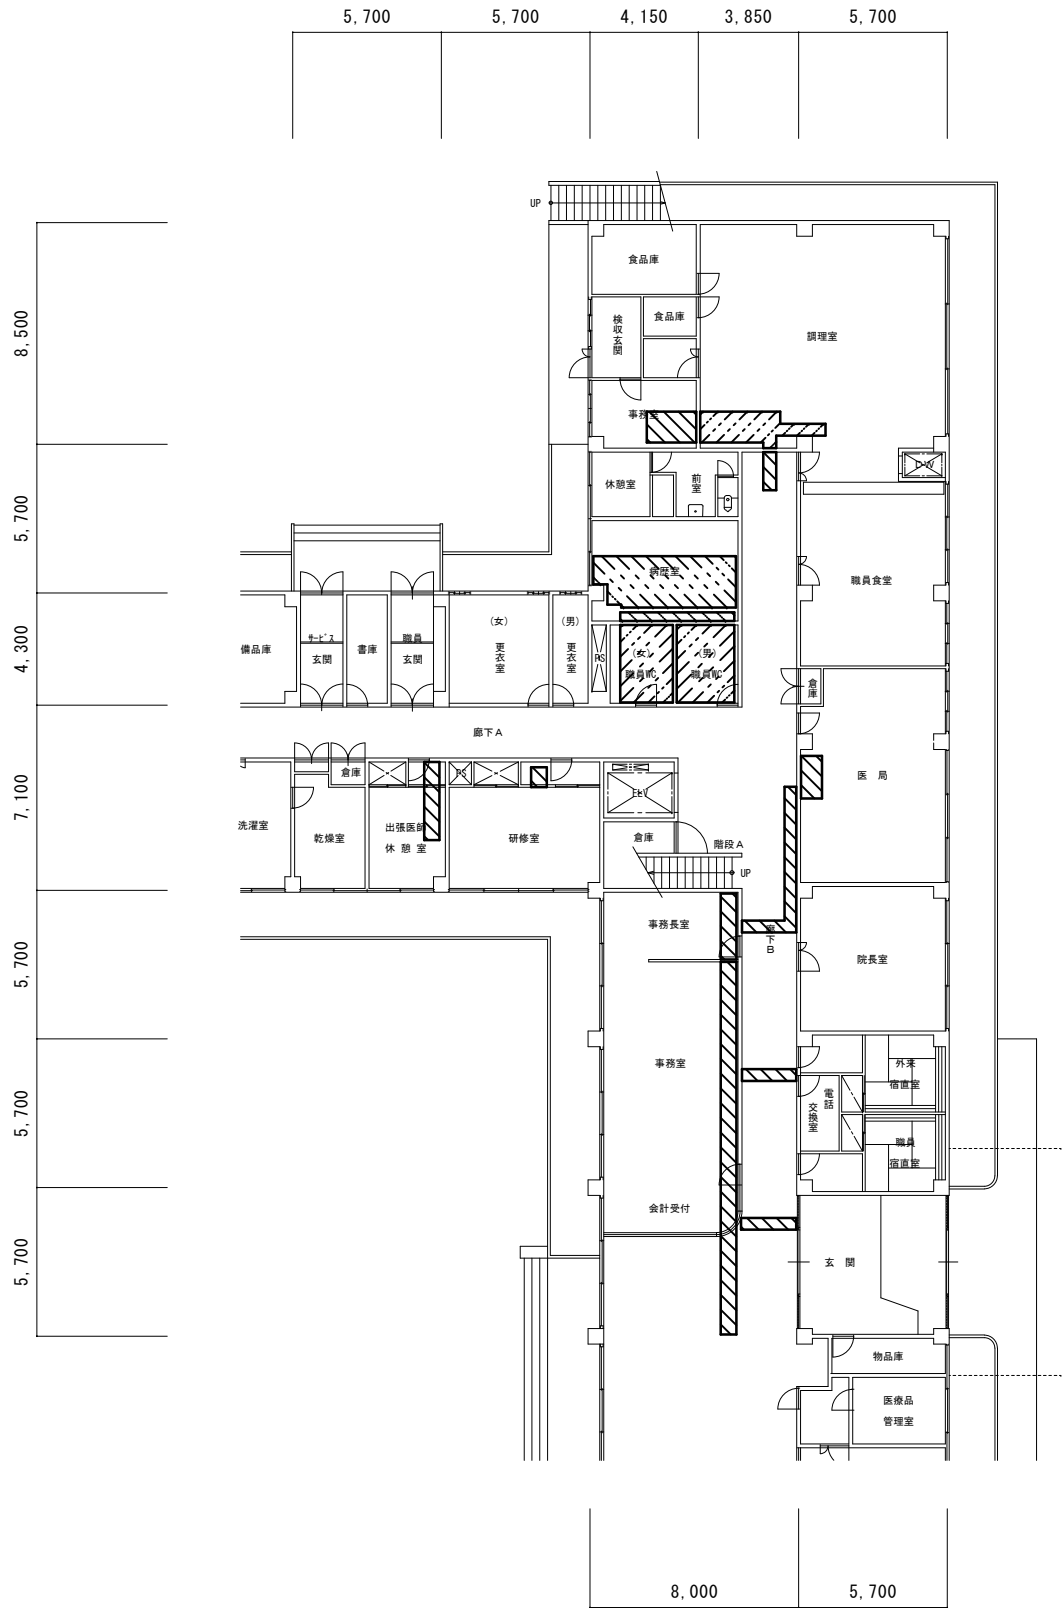 5,700
5,700
4,150
3,850
5,700
UP
8,500
食品庫
検収玄関
食品庫
調理室
事務室
D.W
5,700
休憩室
前室
病歴室
職員食堂
4,300
備品庫
サービス
玄関
書庫
職員
玄関
(女)
更衣室
(男)
更衣室
PS
(女)
職員WC
(男)
職員WC
倉庫
廊下A
7,100
倉庫
PS
ELV
医 局
洗濯室
乾燥室
出張医師
休 憩 室
研修室
倉庫
階段A
UP
5,700
事務長室
廊下B
院長室
5,700
事務室
外来
宿直室
電話
交換室
職員
宿直室
会計受付
5,700
玄 関
物品庫
医療品
管理室
8,000
5,700